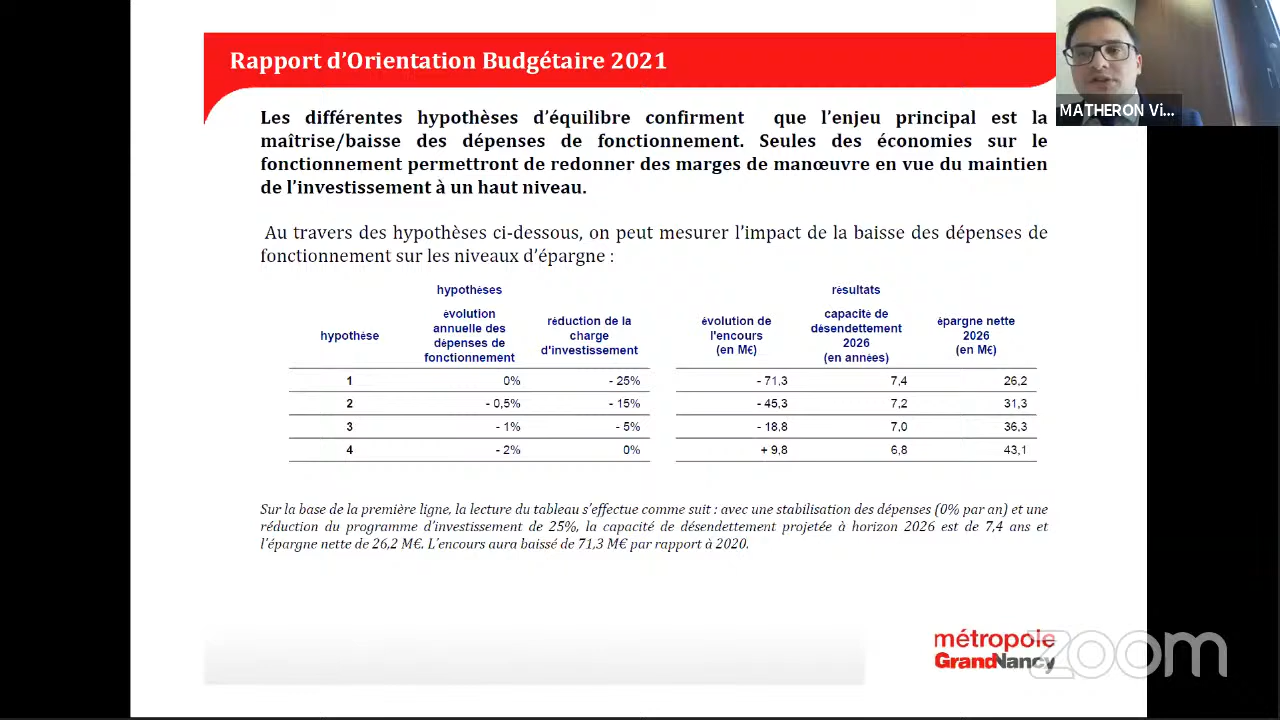 Rapport d'Orientation Budgétaire 2021
MATHERON Vi...
Les différentes hypothèses d'équilibre confirment que l'enjeu principal est la
maîtrise/baisse des dépenses de fonctionnement. Seules des économies sur le
fonctionnement permettront de redonner des marges de manœuvre en vue du maintien
de l'investissement à un haut niveau.
Au travers des hypothèses ci-dessous, on peut mesurer l'impact de la baisse des dépenses de
fonctionnement sur les niveaux d'épargne :
hypothèses résultats
hypothèse
évolution
annuelle des
dépenses de
fonctionnement
réduction de la
charge
d'investissement
évolution de
l'encours
(en M€)
capacité de
désendettement
2026
(en années)
épargne nette
2026
(en M€)
1 0% - 25% - 71,3 7,4 26,2
2 - 0,5% - 15% - 45,3 7,2 31,3
3 - 1% - 5% - 18,8 7,0 36,3
4 - 2% 0% + 9,8 6,8 43,1
Sur la base de la première ligne, la lecture du tableau s'effectue comme suit : avec une stabilisation des dépenses (0% par an) et une
réduction du programme d'investissement de 25%, la capacité de désendettement projetée à horizon 2026 est de 7,4 ans et
l'épargne nette de 26,2 M€. L'encours aura baissé de 71,3 M€ par rapport à 2020.
métropole
GrandNancy
zoom